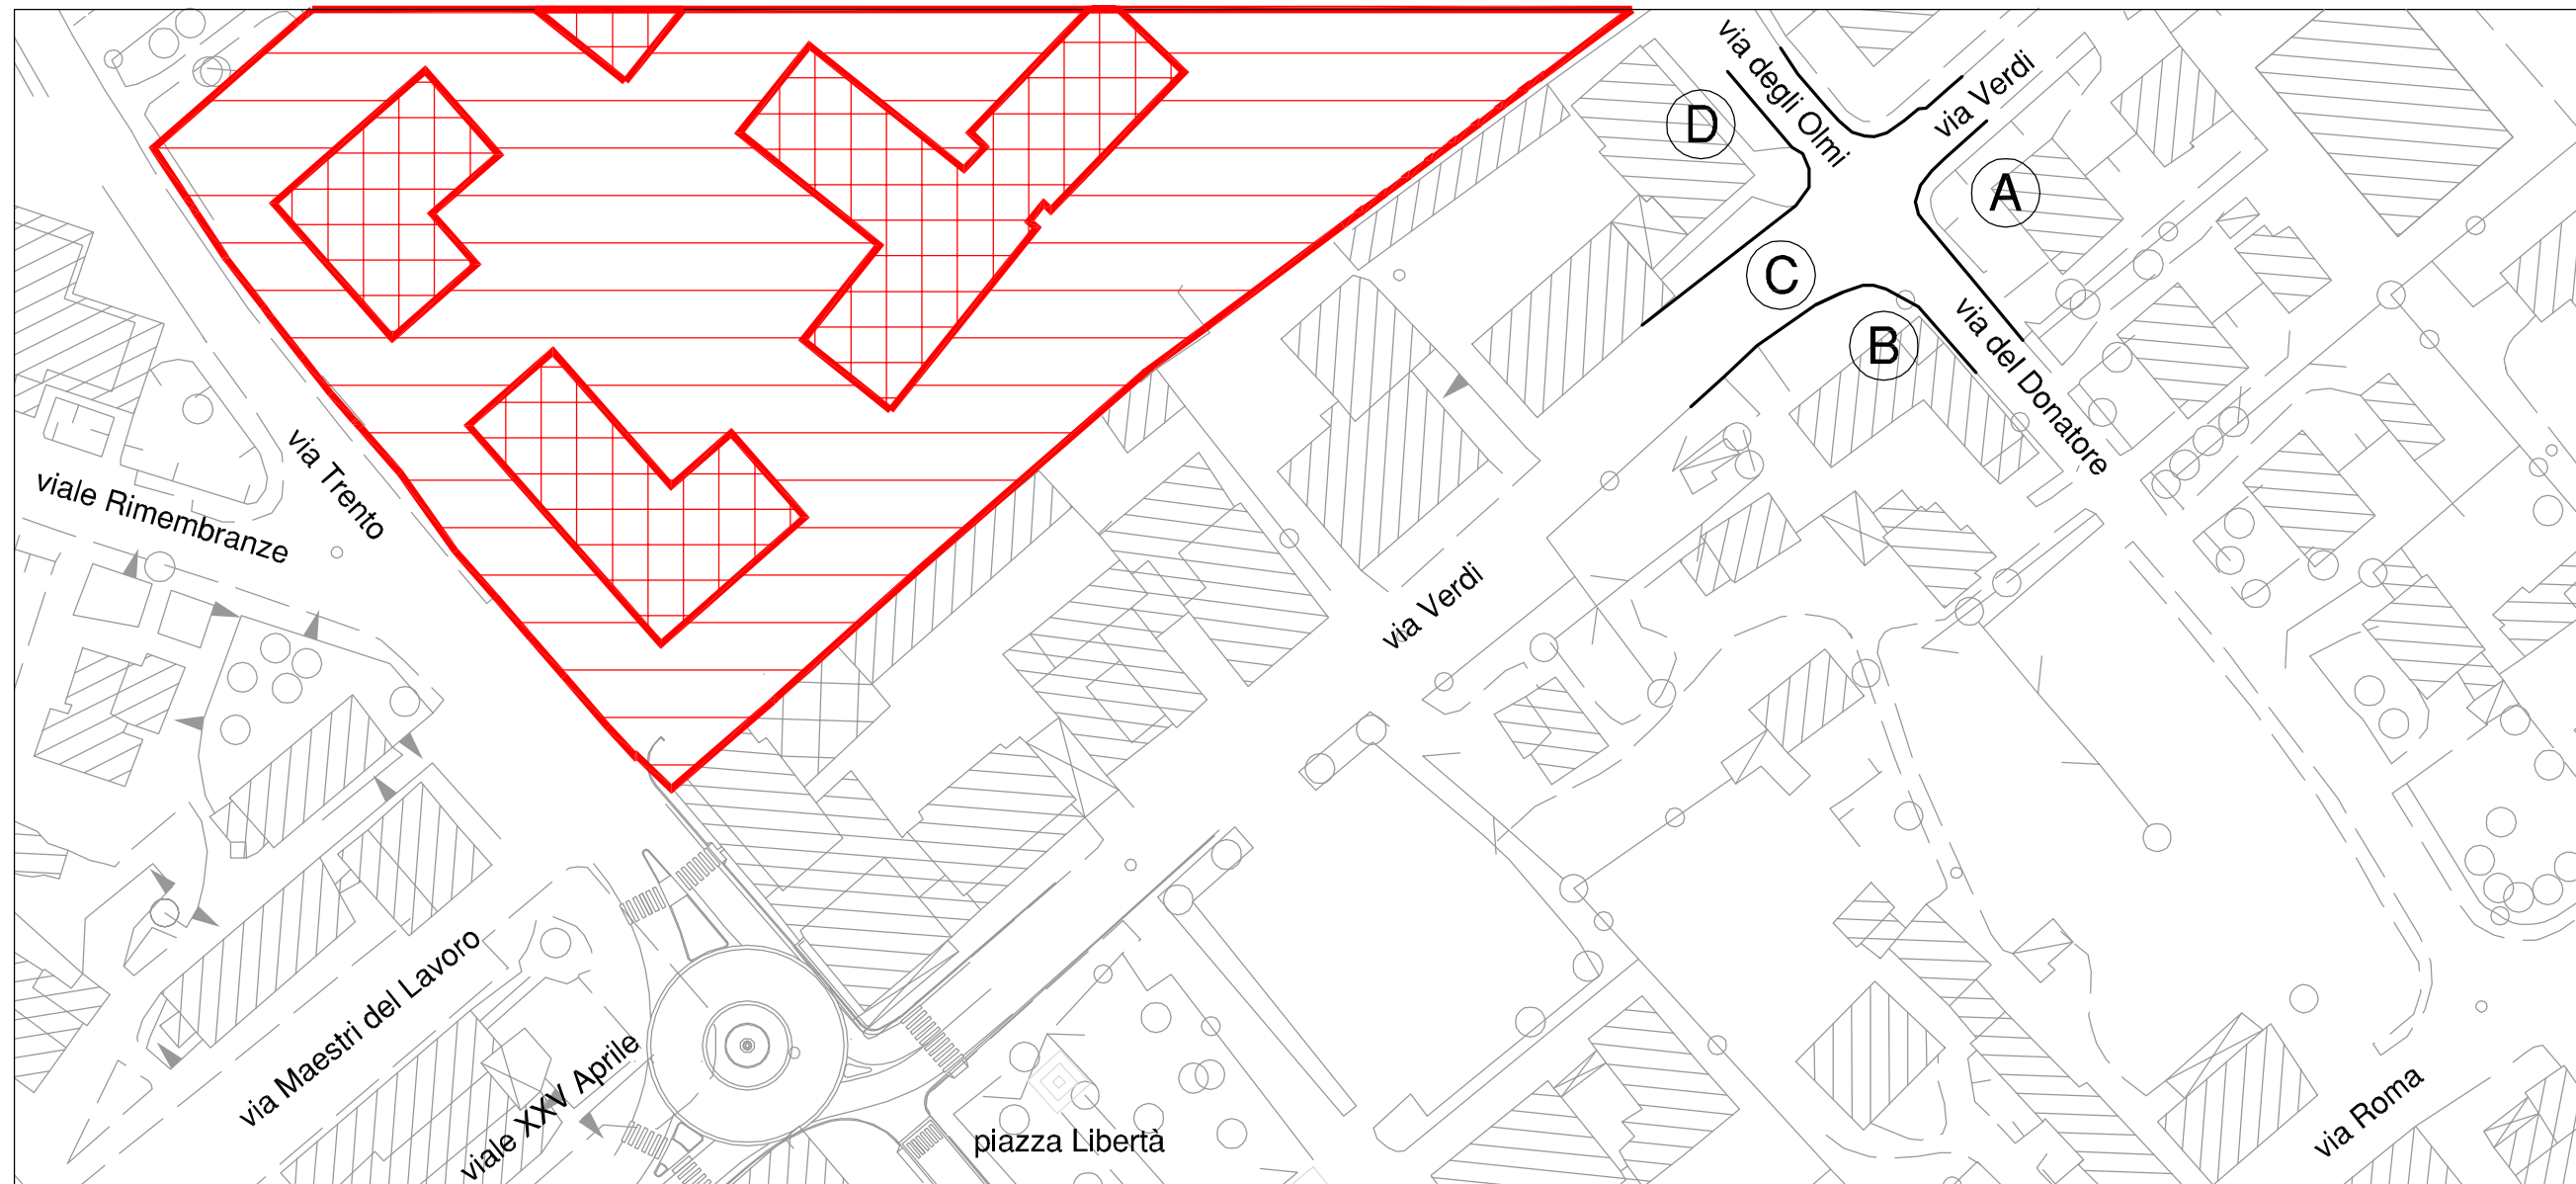 via degli Olmi
via Verdi
D
A
C
B
via del Donatore
via Trento
viale Rimembranze
via Verdi
via Maestri del Lavoro
viale XXV Aprile
piazza Libertà
via Roma